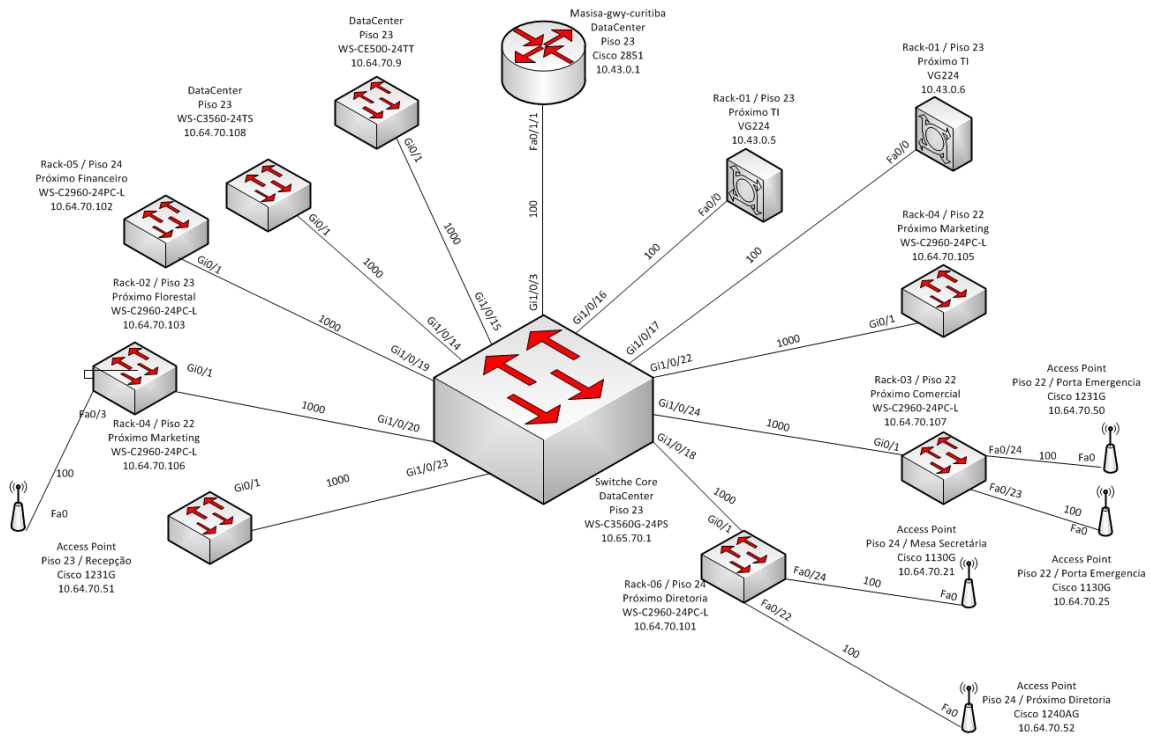 Masisa-gwy-curitiba
DataCenter
Piso 23
Cisco 2851
10.43.0.1
DataCenter
Piso 23
WS-CE500-24TT
10.64.70.9
Rack-01 / Piso 23
Próximo TI
VG224
10.43.0.6
DataCenter
Piso 23
WS-C3560-24TS
10.64.70.108
Rack-01 / Piso 23
Próximo TI
VG224
10.43.0.5
Rack-05 / Piso 24
Próximo Financeiro
WS-C2960-24PC-L
10.64.70.102
Rack-04 / Piso 22
Próximo Marketing
WS-C2960-24PC-L
10.64.70.105
Rack-02 / Piso 23
Próximo Florestal
WS-C2960-24PC-L
10.64.70.103
Fa0/1/1
100
Gi1/0/3
Gi0/1
1000
Gi1/0/15
Gi0/1
1000
Gi1/0/14
Gi0/1
1000
Gi1/0/19
Fa0/0
100
Gi1/0/16
Fa0/0
100
Gi1/0/17
Gi0/1
1000
Gi1/0/22
Gi0/1
1000
Gi1/0/20
Fa0/3
100
Fa0
Rack-04 / Piso 22
Próximo Marketing
WS-C2960-24PC-L
10.64.70.106
Gi0/1
1000
Gi1/0/23
Access Point
Piso 23 / Recepção
Cisco 1231G
10.64.70.51
Switche Core
DataCenter
Piso 23
WS-C3560G-24PS
10.65.70.1
Rack-03 / Piso 22
Próximo Comercial
WS-C2960-24PC-L
10.64.70.107
Gi1/0/24
1000
Gi0/1
Access Point
Piso 22 / Porta Emergencia
Cisco 1231G
10.64.70.50
Fa0/24
100
Fa0
Fa0/23
100
Fa0
Access Point
Piso 22 / Porta Emergencia
Cisco 1130G
10.64.70.25
Gi1/0/18
1000
Gi0/1
Rack-06 / Piso 24
Próximo Diretoria
WS-C2960-24PC-L
10.64.70.101
Access Point
Piso 24 / Mesa Secretária
Cisco 1130G
10.64.70.21
Fa0/24
100
Fa0
Fa0/22
100
Fa0
Access Point
Piso 24 / Próximo Diretoria
Cisco 1240AG
10.64.70.52